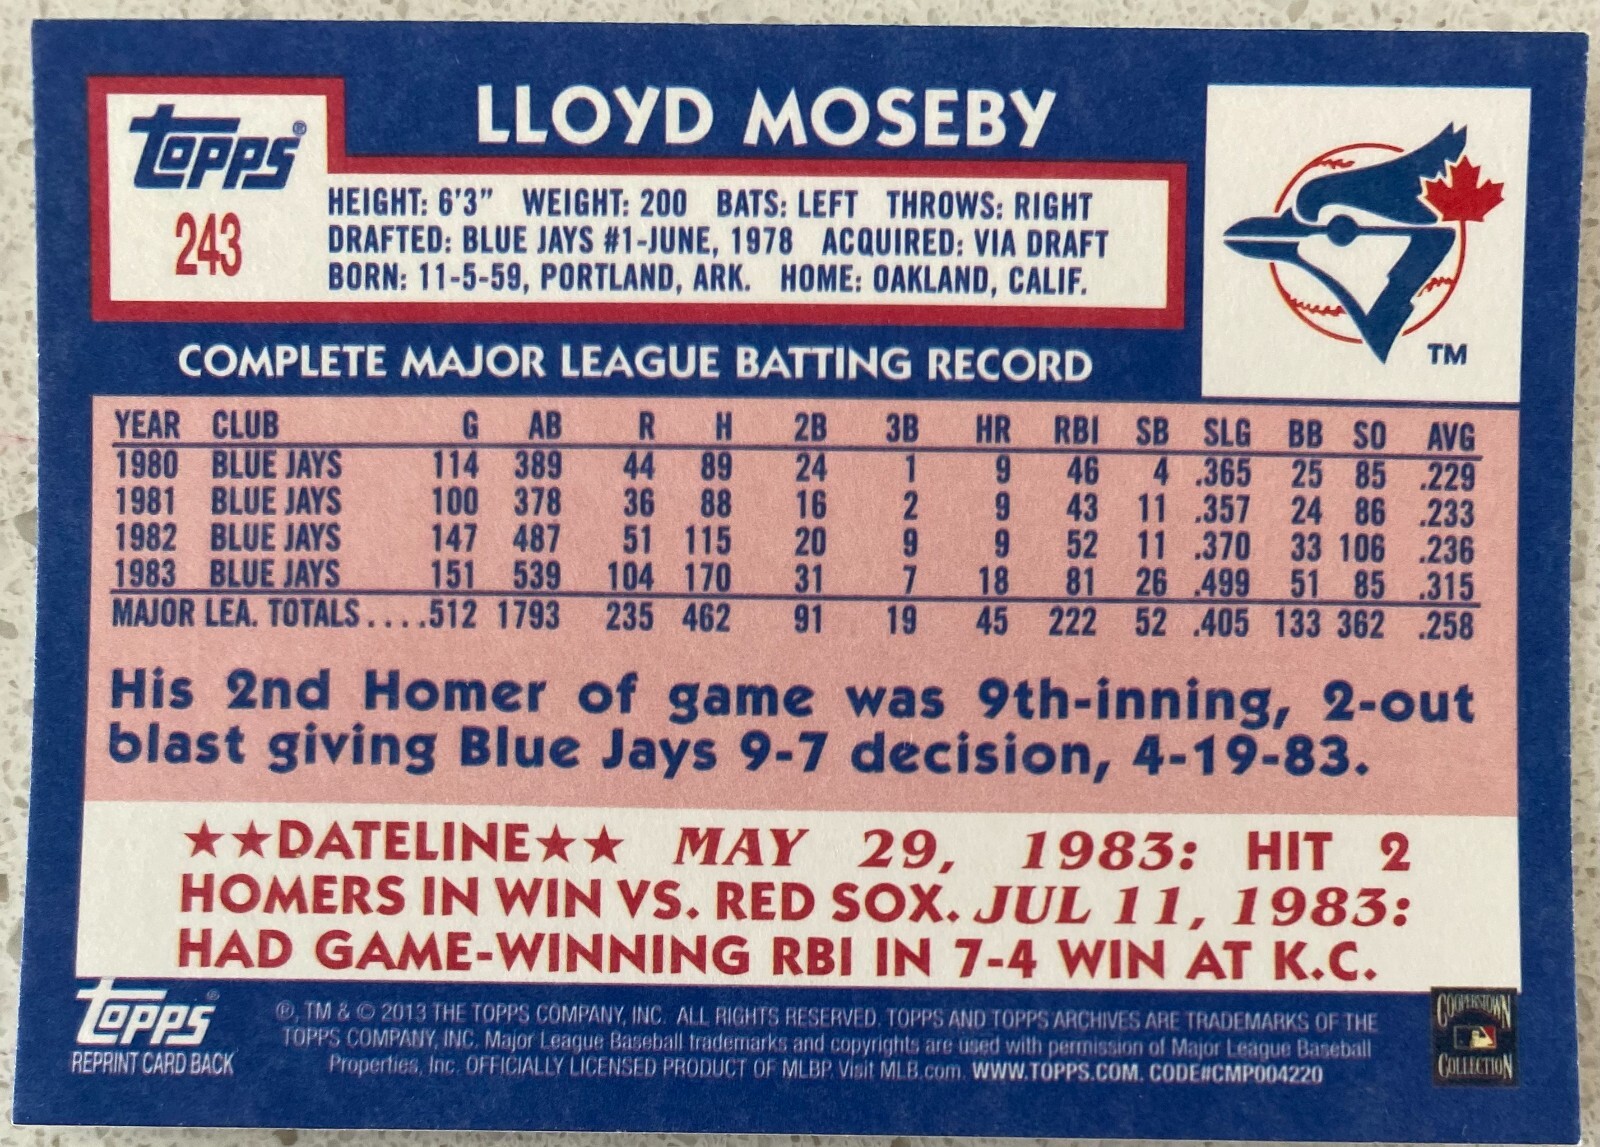 LLOYD MOSEBY
Topps®
243
HEIGHT: 6'3" WEIGHT: 200 BATS: LEFT THROWS: RIGHT
DRAFTED: BLUE JAYS #1-JUNE, 1978 ACQUIRED: VIA DRAFT
BORN: 11-5-59, PORTLAND, ARK. HOME: OAKLAND, CALIF.
TM
COMPLETE MAJOR LEAGUE BATTING RECORD
YEAR CLUB G AB R H 2B 3B HR RBI SB SLG BB SO AVG
1980 BLUE JAYS 114 389 44 89 24 1 9 46 4 .365 25 85 .229
1981 BLUE JAYS 100 378 36 88 16 2 9 43 11 .357 24 86 .233
1982 BLUE JAYS 147 487 51 115 20 9 9 52 11 .370 33 106 .236
1983 BLUE JAYS 151 539 104 170 31 7 18 81 26 .499 51 85 .315
MAJOR LEA. TOTALS....512 1793 235 462 91 19 45 222 52 .405 133 362 .258
His 2nd Homer of game was 9th-inning, 2-out
blast giving Blue Jays 9-7 decision, 4-19-83.
★★DATELINE★★ MAY 29, 1983: HIT 2
HOMERS IN WIN VS. RED SOX. JUL 11, 1983:
HAD GAME-WINNING RBI IN 7-4 WIN AT K.C.
Topps®
REPRINT CARD BACK
®, TM & © 2013 THE TOPPS COMPANY, INC. ALL RIGHTS RESERVED. TOPPS AND TOPPS ARCHIVES ARE TRADEMARKS OF THE
TOPPS COMPANY, INC. Major League Baseball trademarks and copyrights are used with permission of Major League Baseball
Properties, Inc. OFFICIALLY LICENSED PRODUCT OF MLBP. Visit MLB.com. WWW.TOPPS.COM. CODE#CMP004220
COOPERSTOWN
COLLECTION